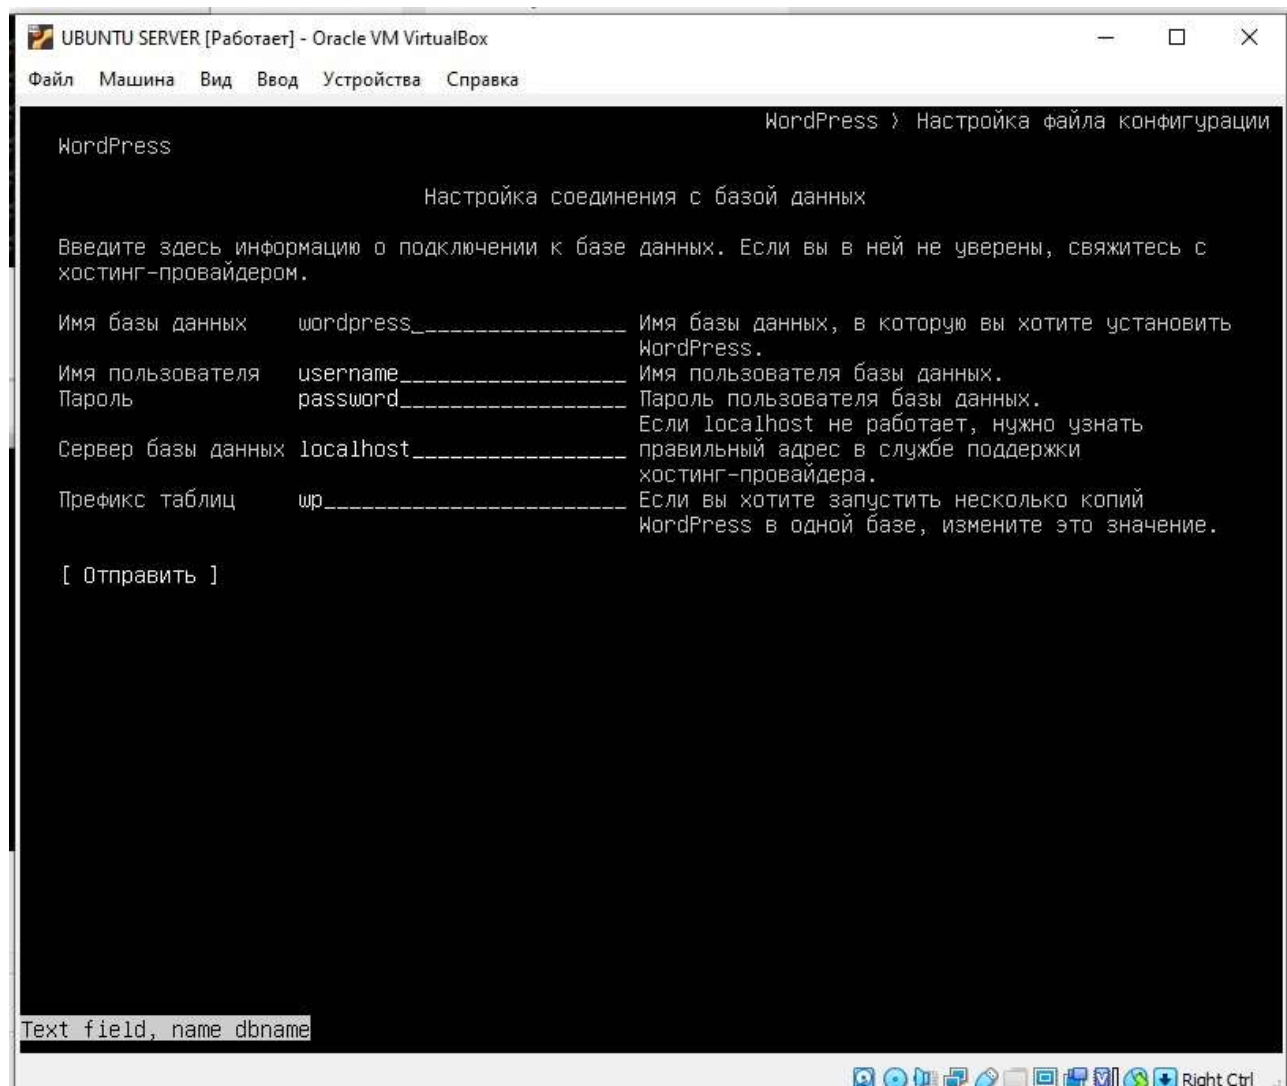 UBUNTU SERVER [Работает] - Oracle VM VirtualBox
Файл Машина Вид Ввод Устройства Справка
WordPress › Настройка файла конфигурации
WordPress
Настройка соединения с базой данных
Введите здесь информацию о подключении к базе данных. Если вы в ней не уверены, свяжитесь с
хостинг-провайдером.
Имя базы данных wordpress_________________ Имя базы данных, в которую вы хотите установить
WordPress.
Имя пользователя username__________________ Имя пользователя базы данных.
Пароль password__________________ Пароль пользователя базы данных.
Если localhost не работает, нужно узнать
Сервер базы данных localhost_________________ правильный адрес в службе поддержки
хостинг-провайдера.
Префикс таблиц wp________________________ Если вы хотите запустить несколько копий
WordPress в одной базе, измените это значение.
[ Отправить ]
Text field, name dbname
Right Ctrl